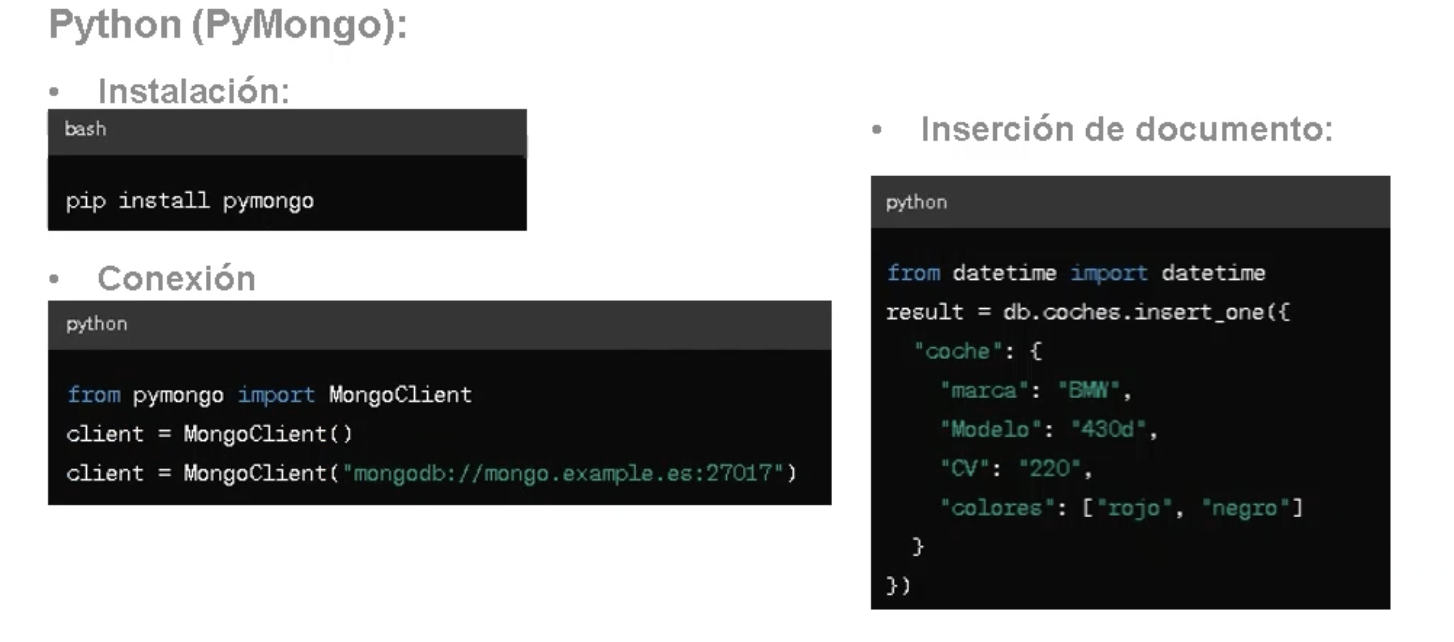 Python (PyMongo):
• Instalación:
bash
pip install pymongo
• Conexión
python
from pymongo import MongoClient
client = MongoClient()
client = MongoClient("mongodb://mongo.example.es:27017")
• Inserción de documento:
python
from datetime import datetime
result = db.coches.insert_one({
"coche": {
"marca": "BMW",
"Modelo": "430d",
"CV": "220",
"colores": ["rojo", "negro"]
}
})